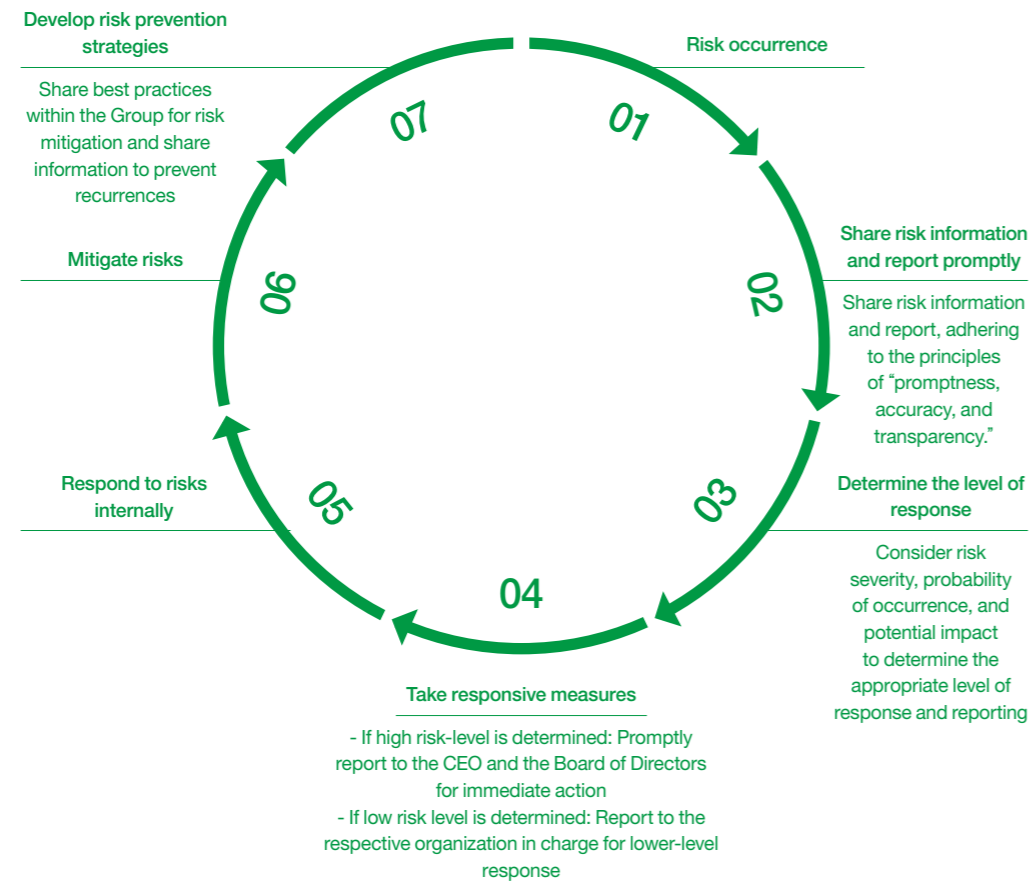 01
Risk occurrence
02
Share risk information
and report promptly
Share risk information
and report, adhering
to the principles
of “promptness,
accuracy, and
transparency.”
03
Determine the level of
response
Consider risk
severity, probability
of occurrence, and
potential impact
to determine the
appropriate level of
response and reporting
04
Take responsive measures
- If high risk-level is determined: Promptly
report to the CEO and the Board of Directors
for immediate action
- If low risk level is determined: Report to the
respective organization in charge for lower-level
response
05
Respond to risks
internally
06
Mitigate risks
07
Develop risk prevention
strategies
Share best practices
within the Group for risk
mitigation and share
information to prevent
recurrences